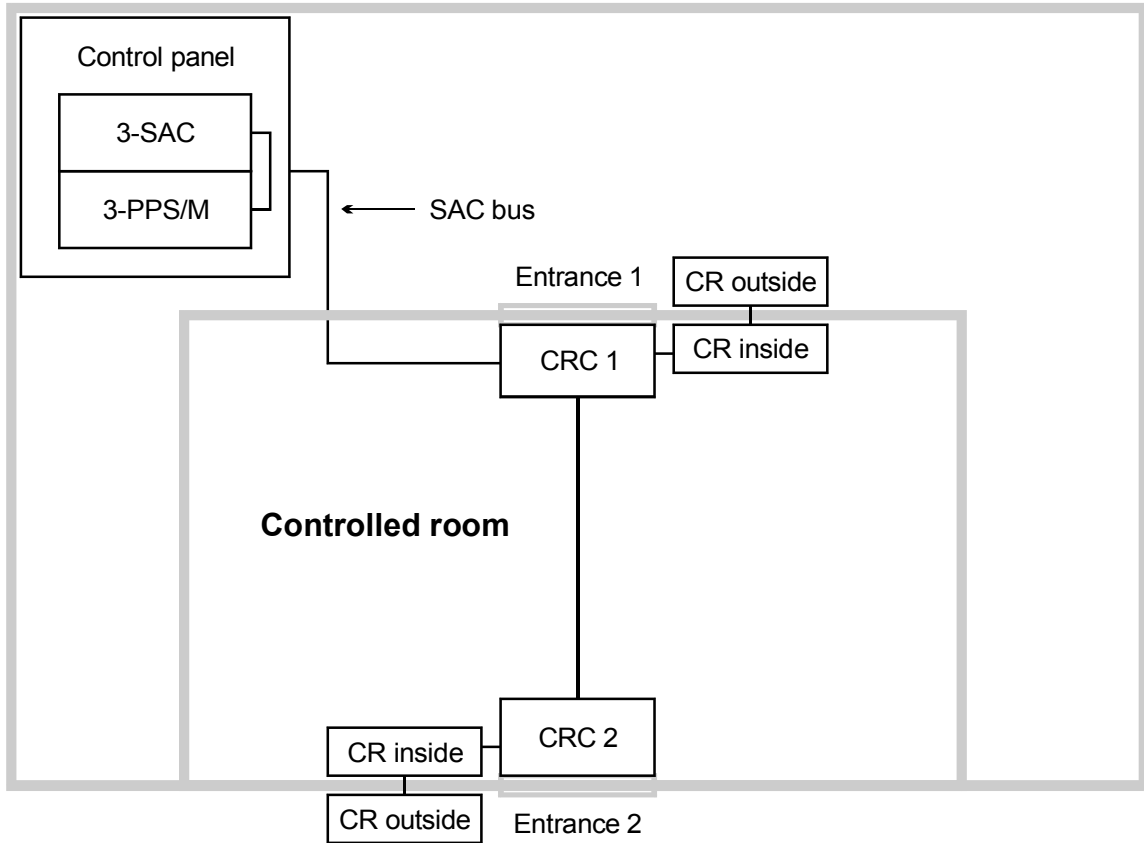 Control panel
3-SAC
3-PPS/M
SAC bus
Entrance 1
CR outside
CRC 1
CR inside
Controlled room
CR inside
CRC 2
CR outside
Entrance 2